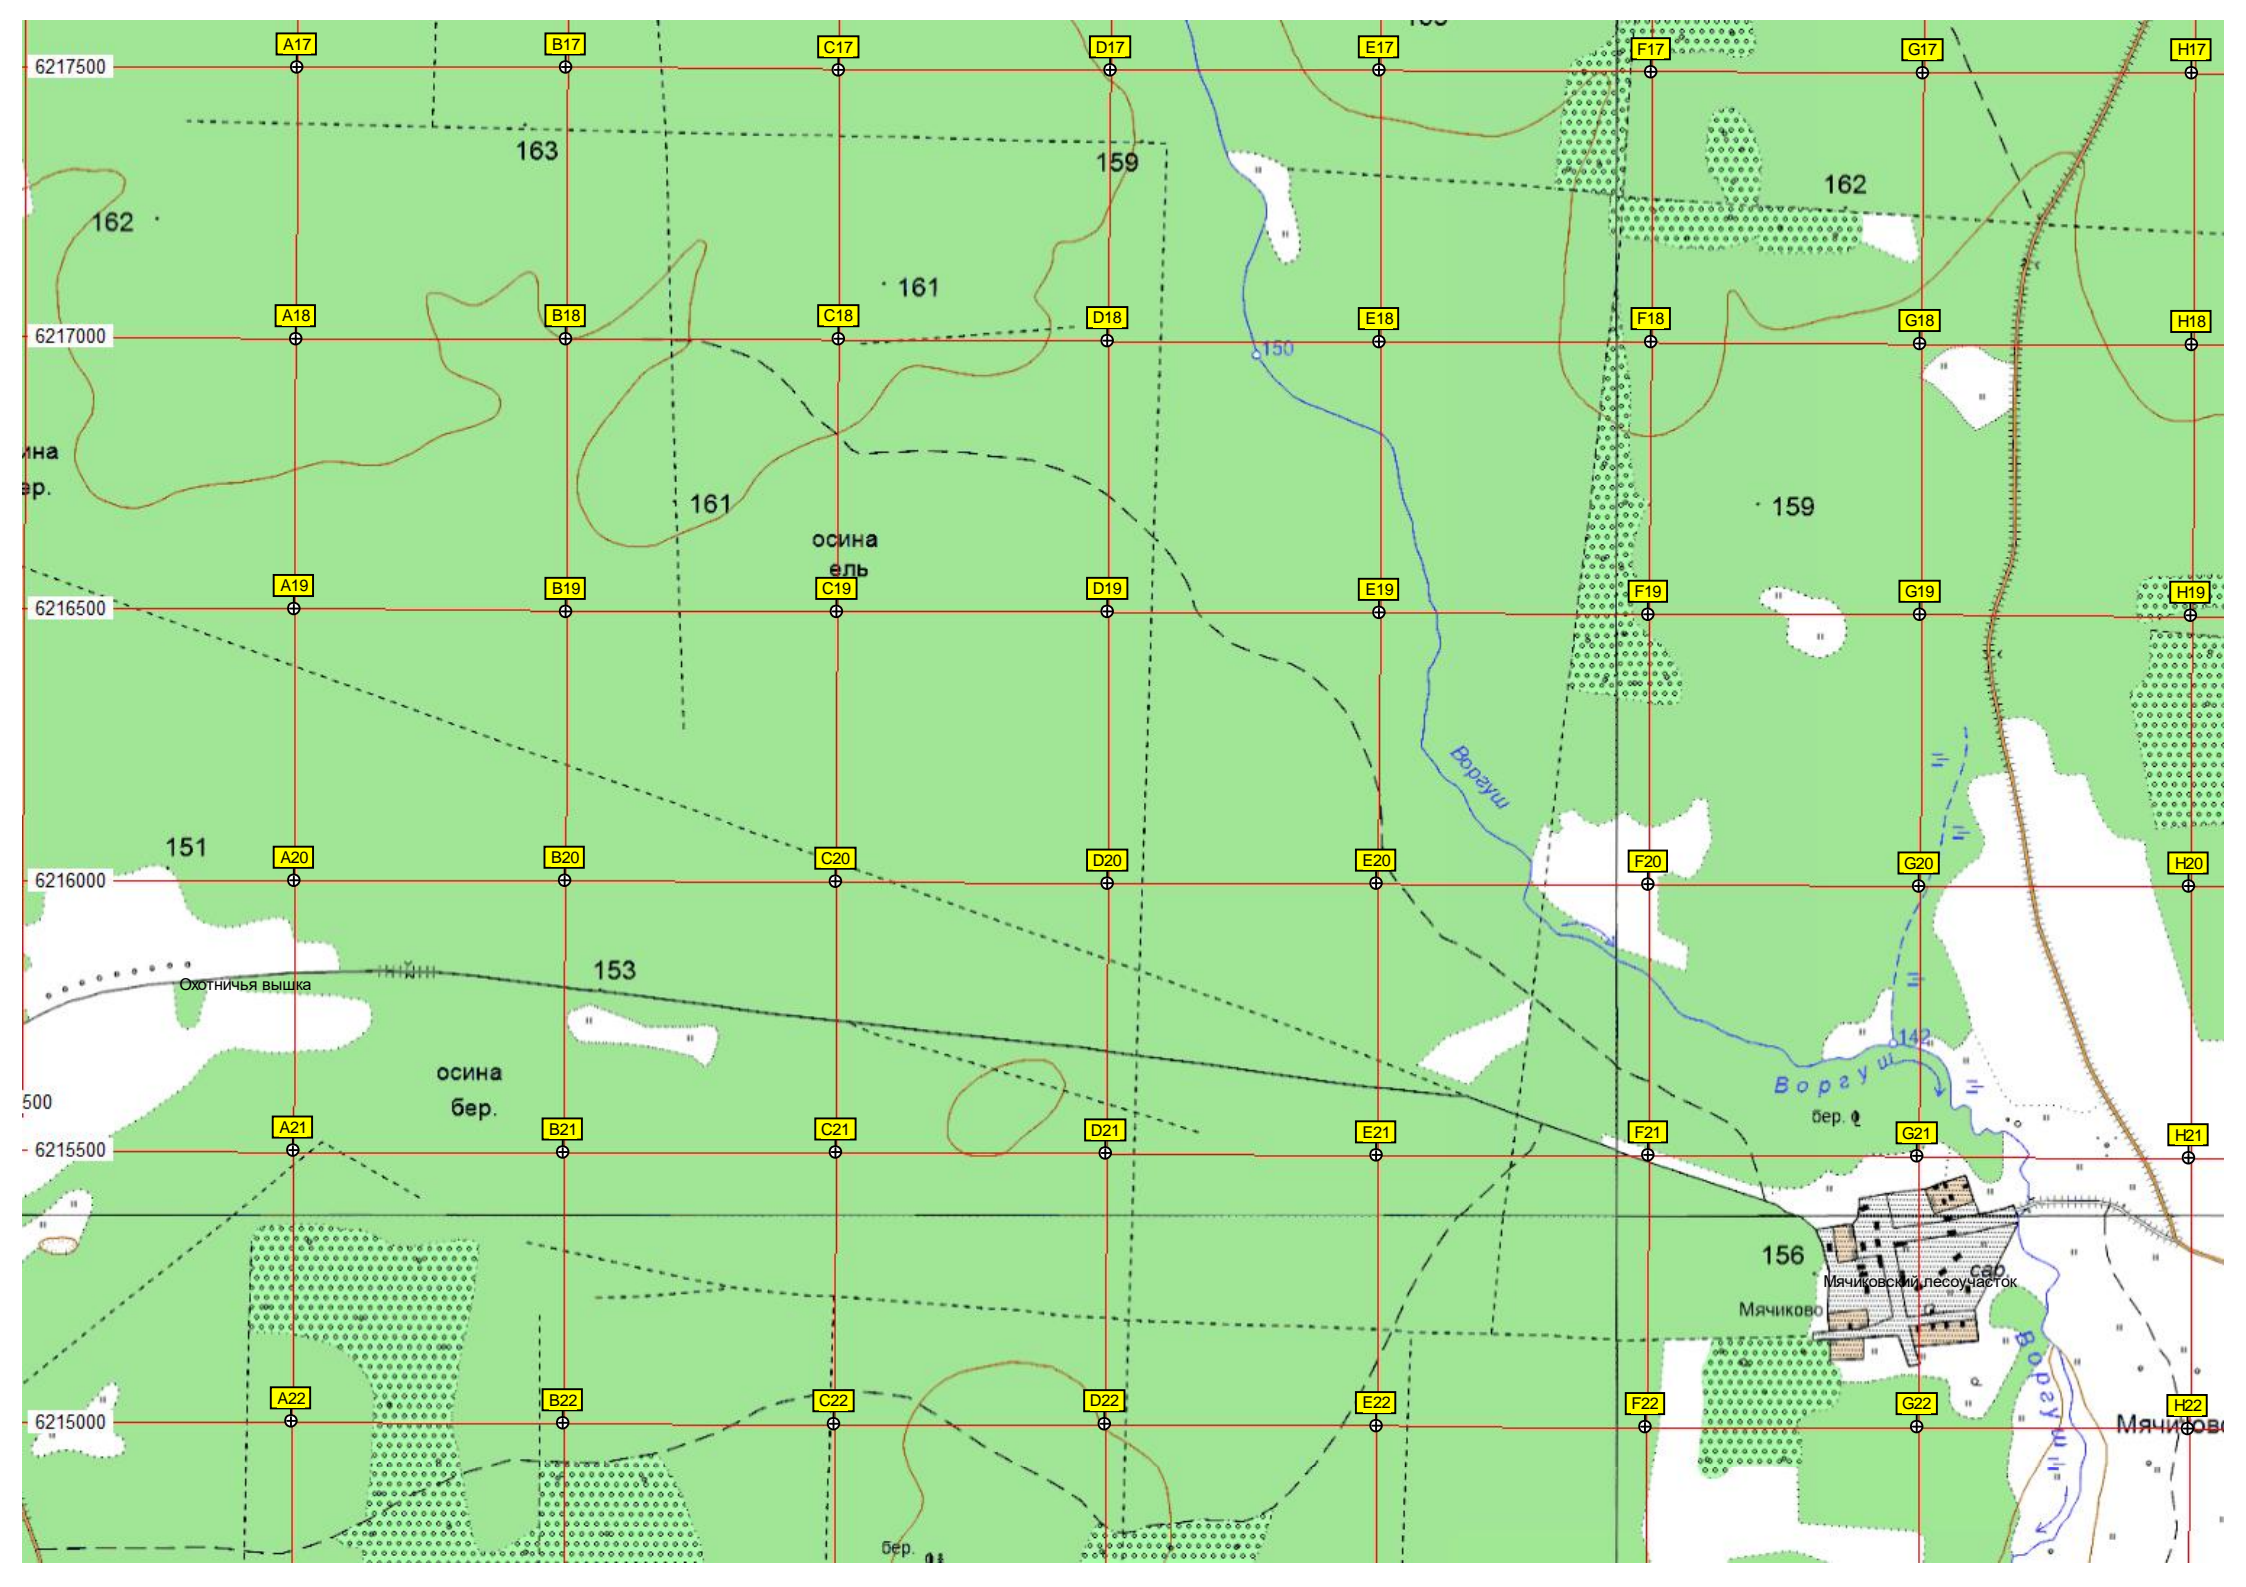 A17 B17 C17 D17 E17 F17 G17 H17
6217500
163 159 162
162
161
A18 B18 C18 D18 E18 F18 G18 H18
6217000
150
161 159
осина
ель
A19 B19 C19 D19 E19 F19 G19 H19
6216500
Воргуш
151
A20 B20 C20 D20 E20 F20 G20 H20
6216000
153
Охотничья вышка
142
осина
бер.
Воргуш
500
бер.
A21 B21 C21 D21 E21 F21 G21 H21
6215500
156
сар.
Мячиковский лесоучасток
Мячиково
Воргуш
A22 B22 C22 D22 E22 F22 G22 H22
6215000
бер.